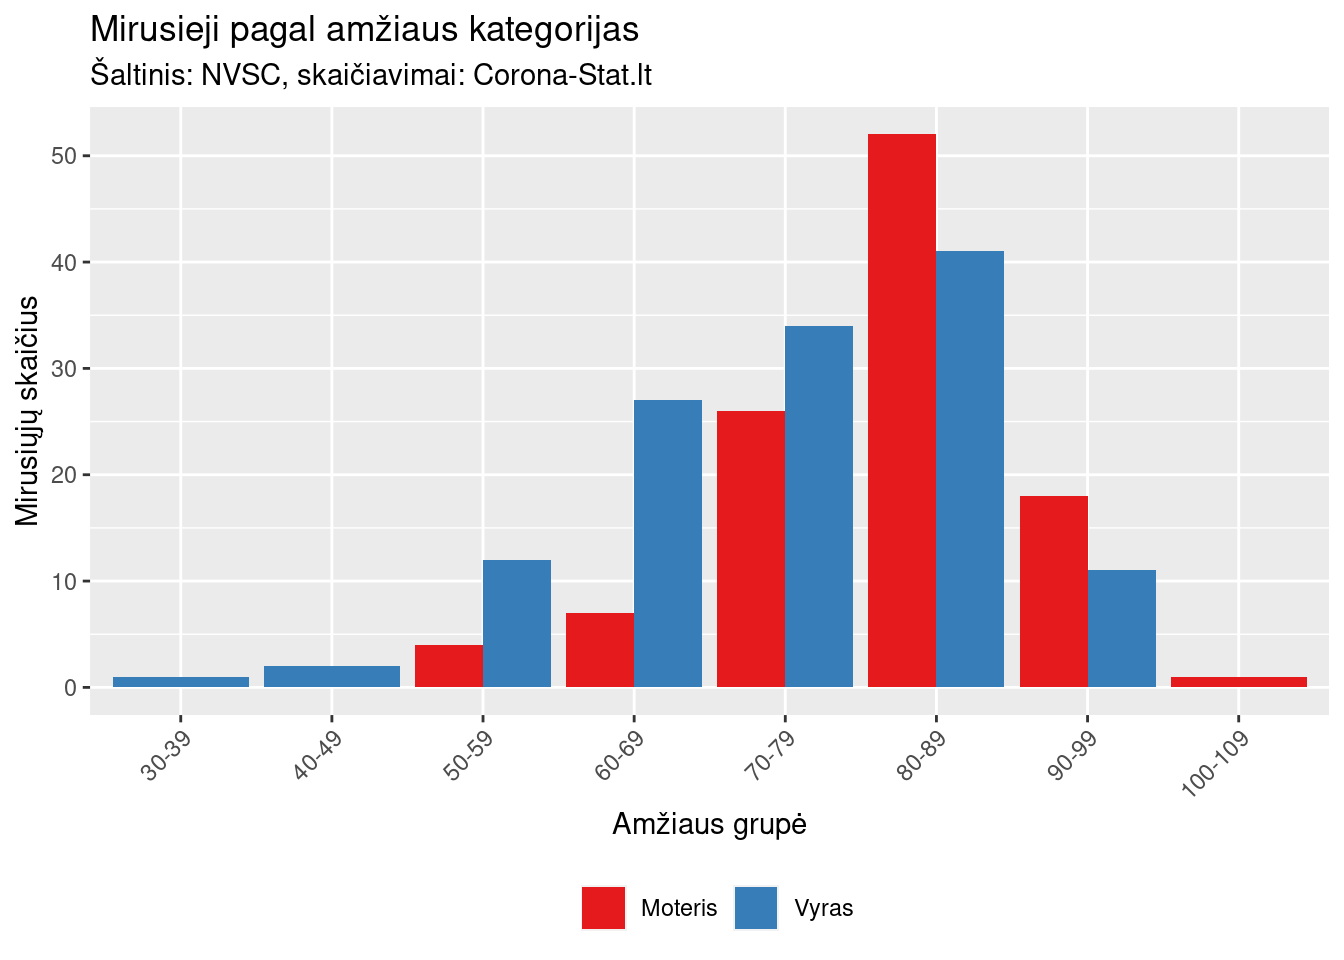 Mirusieji pagal amžiaus kategorijas
Šaltinis: NVSC, skaičiavimai: Corona-Stat.lt
Mirusiųjų skaičius
50
40
30
20
10
0
30-39
40-49
50-59
60-69
70-79
80-89
90-99
100-109
Amžiaus grupė
Moteris
Vyras